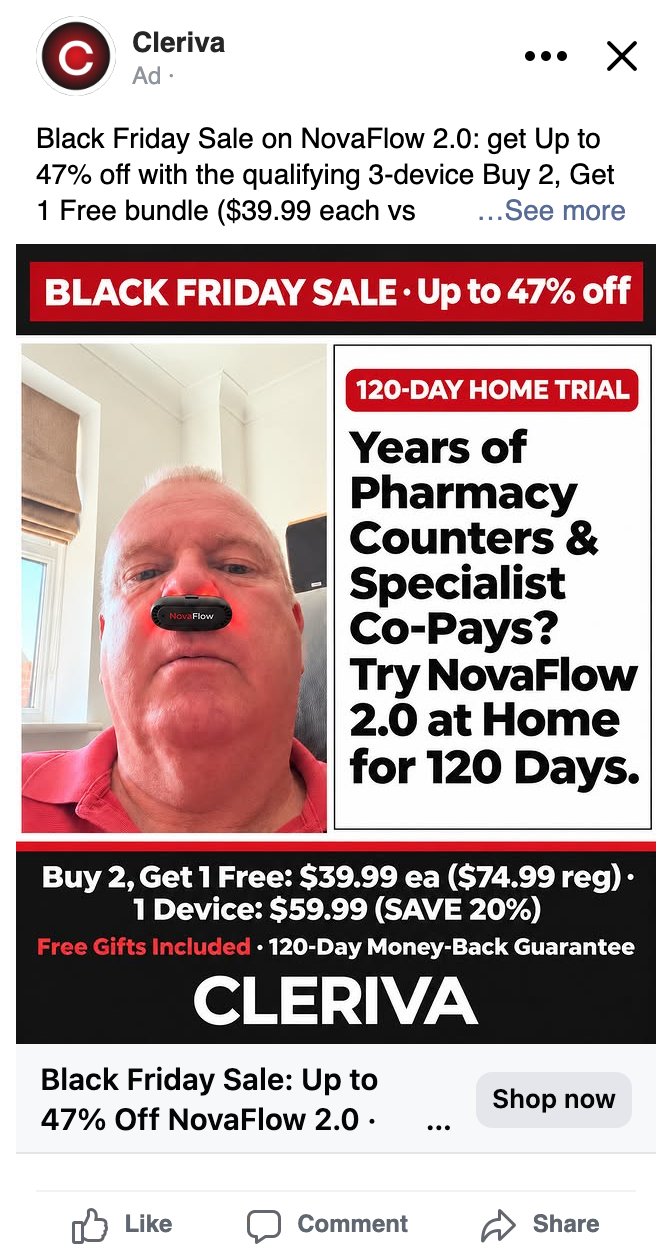 C
Cleriva
Ad ·
Black Friday Sale on NovaFlow 2.0: get Up to
47% off with the qualifying 3-device Buy 2, Get
1 Free bundle ($39.99 each vs ...See more
BLACK FRIDAY SALE · Up to 47% off
NovaFlow
120-DAY HOME TRIAL
Years of
Pharmacy
Counters &
Specialist
Co-Pays?
Try NovaFlow
2.0 at Home
for 120 Days.
Buy 2, Get 1 Free: $39.99 ea ($74.99 reg) ·
1 Device: $59.99 (SAVE 20%)
Free Gifts Included · 120-Day Money-Back Guarantee
CLERIVA
Black Friday Sale: Up to
47% Off NovaFlow 2.0 · ...
Shop now
Like Comment Share